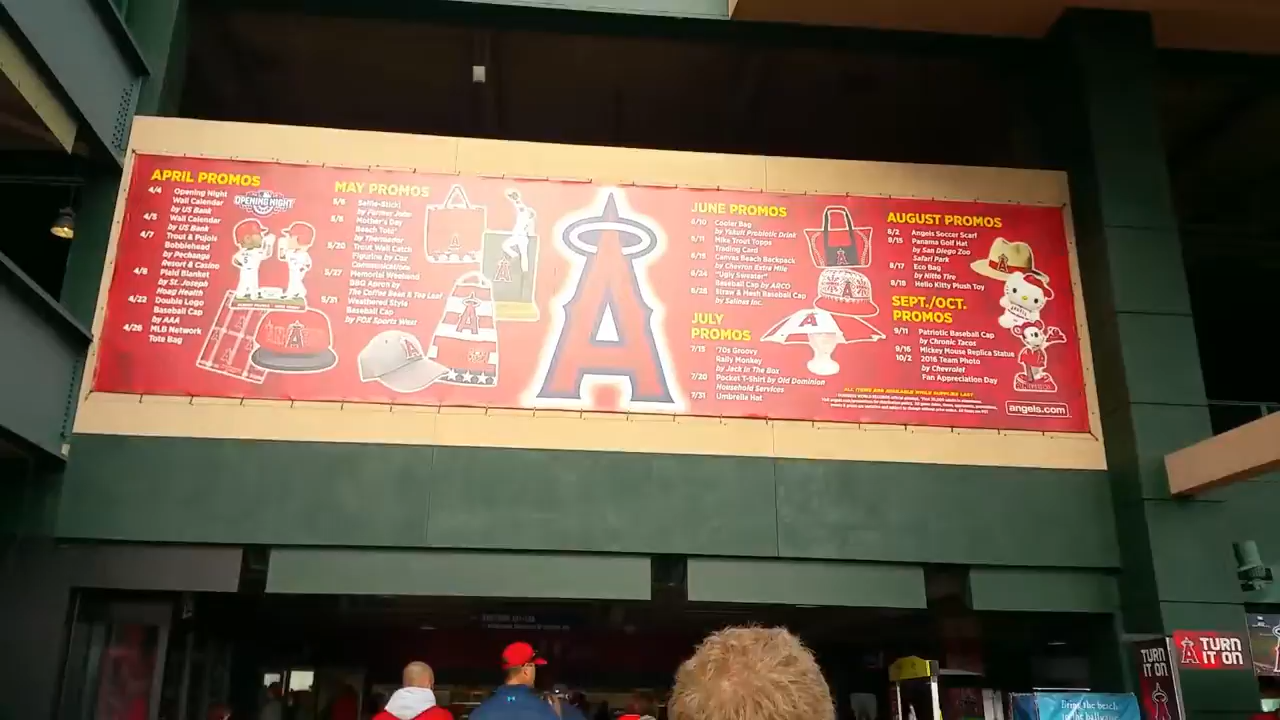 APRIL PROMOS
4/4 Opening Night
Wall Calendar
by US Bank
4/5 Wall Calendar
by US Bank
4/7 Trout & Pujols
Bobblehead
by Pechanga
Resort & Casino
4/8 Plaid Blanket
by St. Joseph
Hoag Health
4/22 Double Logo
Baseball Cap
by AAA
4/26 MLB Network
Tote Bag
OPENING NIGHT
MAY PROMOS
5/6 Selfie-Stick!
by Farmer John
5/8 Mother's Day
Beach Tote
by Thermador
5/20 Trout Wall Catch
Figurine by Cox
Communications
5/27 Memorial Weekend
BBQ Apron by
The Coffee Bean & Tea Leaf
5/31 Weathered Style
Baseball Cap
by FOX Sports West
A
JUNE PROMOS
6/10 Cooler Bag
by Yakult Probiotic Drink
6/11 Mike Trout Topps
Trading Card
6/15 Canvas Beach Backpack
by Chevron Extra Mile
6/24 "Ugly Sweater"
Baseball Cap by ARCO
6/28 Straw & Mesh Baseball Cap
by Salinas Inc.
JULY
PROMOS
7/15 '70s Groovy
Rally Monkey
by Jack In The Box
7/20 Pocket T-Shirt by Old Dominion
Household Services
7/31 Umbrella Hat
AUGUST PROMOS
8/2 Angels Soccer Scarf
8/15 Panama Golf Hat
by San Diego Zoo
Safari Park
8/17 Eco Bag
by Nitto Tire
8/18 Hello Kitty Plush Toy
SEPT./OCT.
PROMOS
9/11 Patriotic Baseball Cap
by Chronic Tacos
9/16 Mickey Mouse Replica Statue
10/2 2016 Team Photo
by Chevrolet
Fan Appreciation Day
ALL ITEMS ARE AVAILABLE WHILE SUPPLIES LAST
angels.com
TURN
IT ON
A TURN
IT ON
Bring the beach
to the ballpark